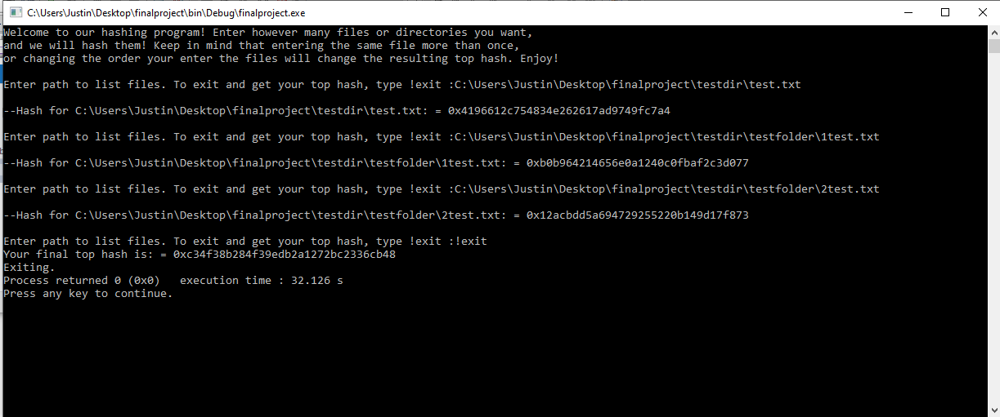 C:\Users\Justin\Desktop\finalproject\bin\Debug\finalproject.exe
Welcome to our hashing program! Enter however many files or directories you want,
and we will hash them! Keep in mind that entering the same file more than once,
or changing the order your enter the files will change the resulting top hash. Enjoy!
Enter path to list files. To exit and get your top hash, type !exit :C:\Users\Justin\Desktop\finalproject\testdir\test.txt
--Hash for C:\Users\Justin\Desktop\finalproject\testdir\test.txt: = 0x4196612c754834e262617ad9749fc7a4
Enter path to list files. To exit and get your top hash, type !exit :C:\Users\Justin\Desktop\finalproject\testdir\testfolder\1test.txt
--Hash for C:\Users\Justin\Desktop\finalproject\testdir\testfolder\1test.txt: = 0xb0b964214656e0a1240c0fbaf2c3d077
Enter path to list files. To exit and get your top hash, type !exit :C:\Users\Justin\Desktop\finalproject\testdir\testfolder\2test.txt
--Hash for C:\Users\Justin\Desktop\finalproject\testdir\testfolder\2test.txt: = 0x12acbdd5a694729255220b149d17f873
Enter path to list files. To exit and get your top hash, type !exit :!exit
Your final top hash is: = 0xc34f38b284f39edb2a1272bc2336cb48
Exiting.
Process returned 0 (0x0)   execution time : 32.126 s
Press any key to continue.